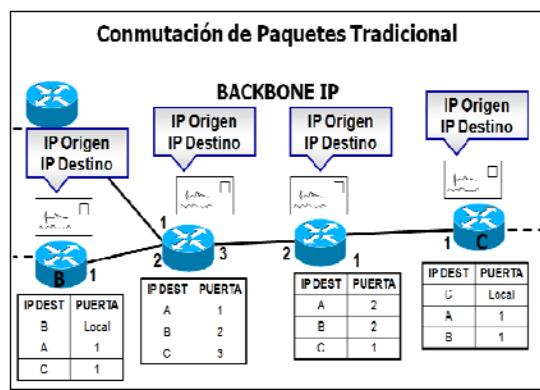 Conmutación de Paquetes Tradicional
BACKBONE IP
IP Origen
IP Destino
IP Origen
IP Destino
IP Origen
IP Destino
IP Origen
IP Destino
B
1
1
2
3
2
1
1
C
IP DEST PUERTA
B Local
A 1
C 1
IP DEST PUERTA
A 1
B 2
C 3
IP DEST PUERTA
A 2
B 2
C 1
IP DEST PUERTA
C Local
A 1
B 1